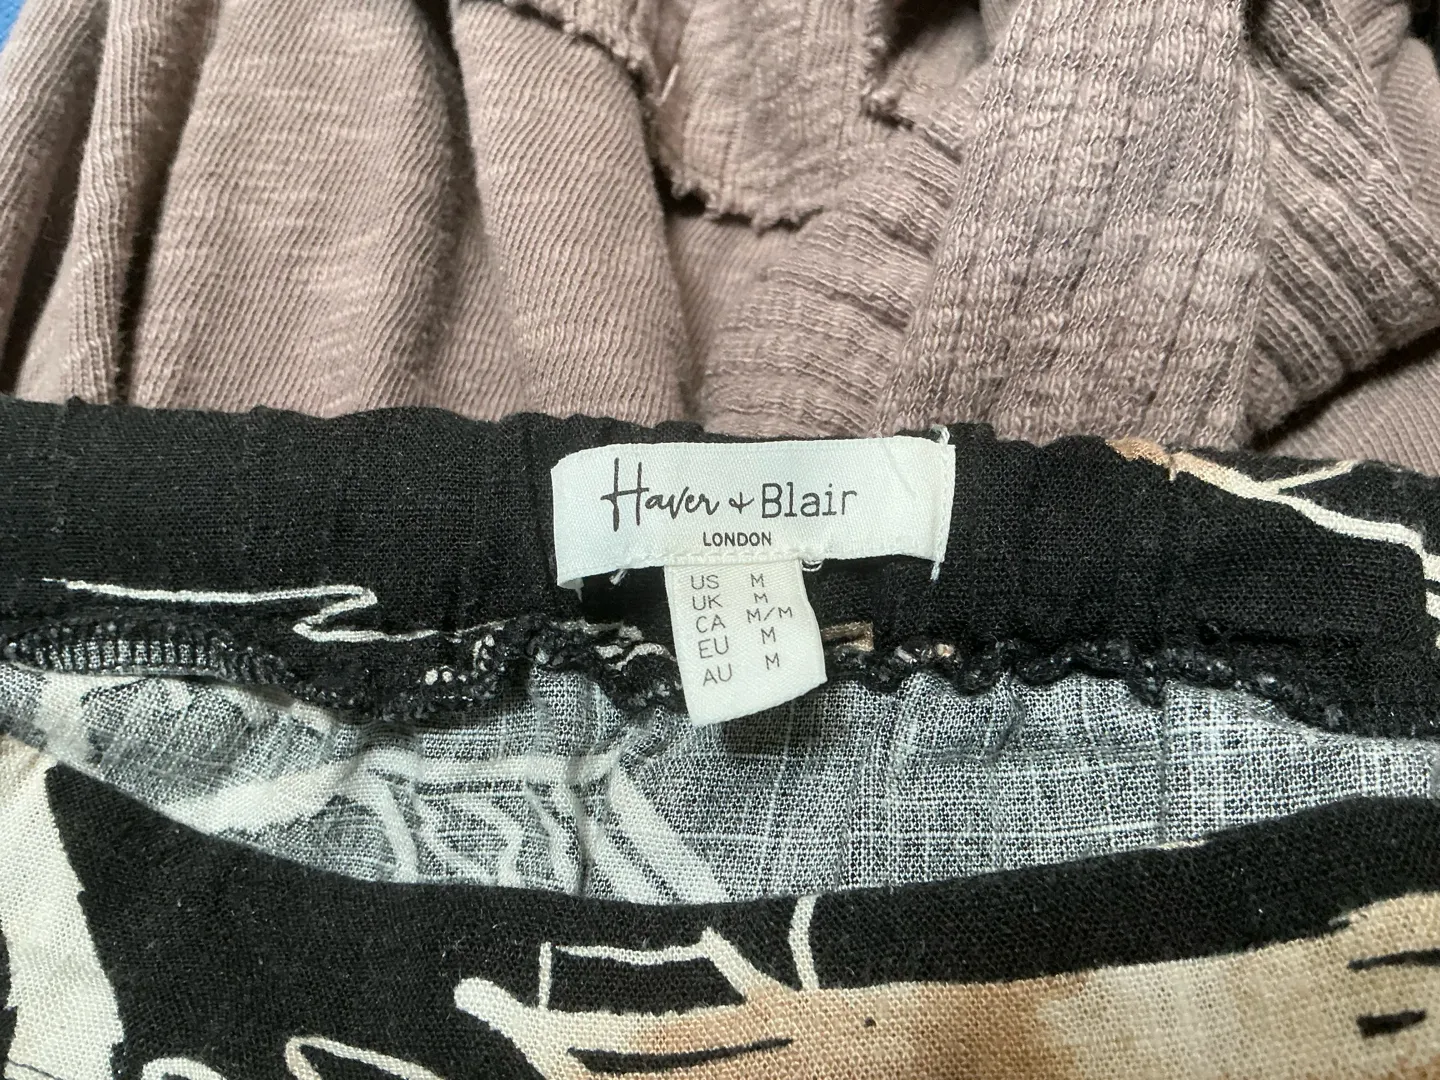 Haver + Blair
LONDON
US M
UK M
CA M/M
EU M
AU M